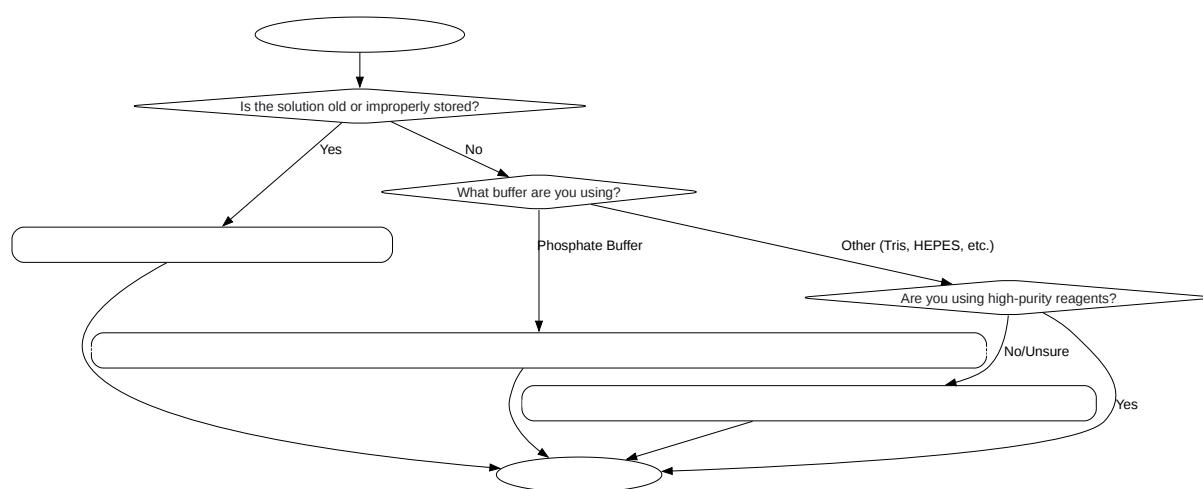 Is the solution old or improperly stored?
Yes
No
What buffer are you using?
Phosphate Buffer
Other (Tris, HEPES, etc.)
Are you using high-purity reagents?
No/Unsure
Yes